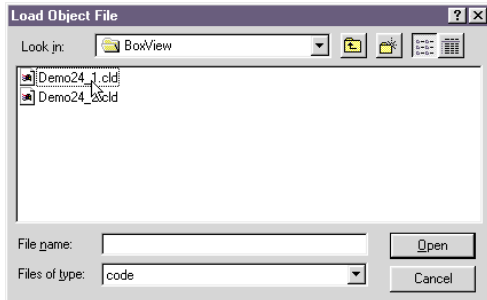 Load Object File
Look in: BoxView
Demo24_1.cld
Demo24_2.cld
File name:
Open
Files of type: code
Cancel